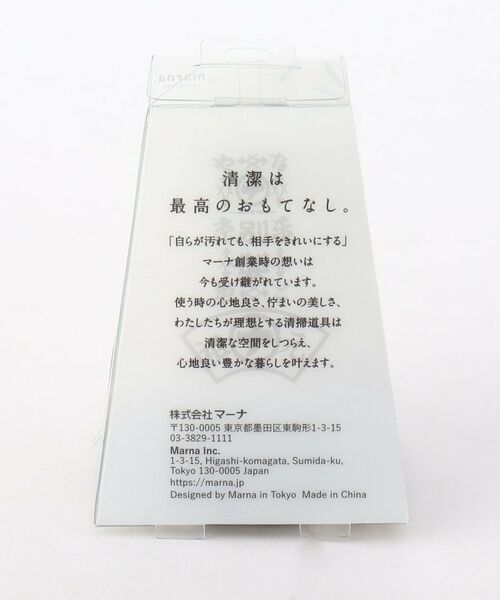 marna
清潔は
最高のおもてなし。
「自らが汚れても、相手をきれいにする」
マーナ創業時の想いは
今も受け継がれています。
使う時の心地良さ、佇まいの美しさ、
わたしたちが理想とする清掃道具は
清潔な空間をしつらえ、
心地良い豊かな暮らしを叶えます。
株式会社 マーナ
〒130-0005 東京都墨田区東駒形1-3-15
03-3829-1111
Marna Inc.
1-3-15, Higashi-komagata, Sumida-ku,
Tokyo 130-0005 Japan
https://marna.jp
Designed by Marna in Tokyo Made in China